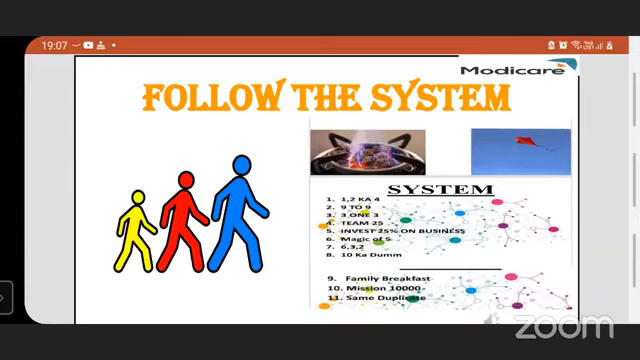 19:07
Modicare
FOLLOW THE SYSTEM
SYSTEM
1. 1,2 KA 4
2. 9 TO 9
3. 3 ONE 3
4. TEAM 25
5. INVEST 25% ON BUSINESS
6. Magic of 5
7. 6,3,2
8. 10 Ka Dumm
9. Family Breakfast
10. Mission 10000
11. Same Duplicate
zoom